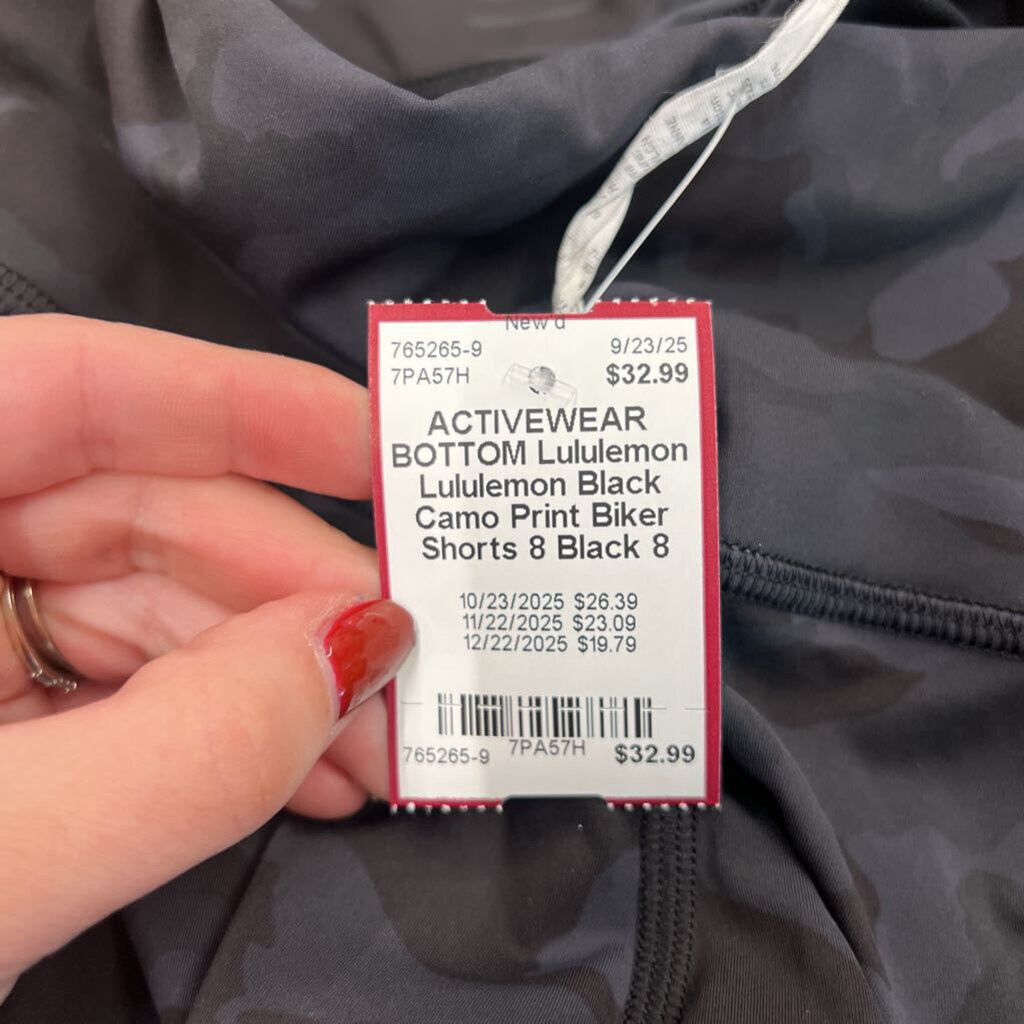 New'd
765265-9 9/23/25
7PA57H $32.99
ACTIVEWEAR
BOTTOM Lululemon
Lululemon Black
Camo Print Biker
Shorts 8 Black 8
10/23/2025 $26.39
11/22/2025 $23.09
12/22/2025 $19.79
765265-9 7PA57H $32.99